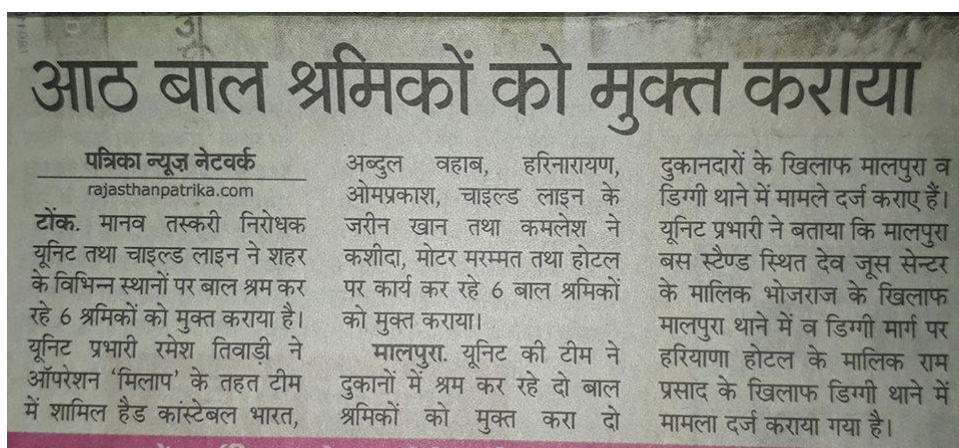 आठ बाल श्रमिकों को मुक्त कराया
पत्रिका न्यूज़ नेटवर्क
rajasthanpatrika.com
टोंक. मानव तस्करी निरोधक
यूनिट तथा चाइल्ड लाइन ने शहर
के विभिन्न स्थानों पर बाल श्रम कर
रहे 6 श्रमिकों को मुक्त कराया है।
यूनिट प्रभारी रमेश तिवाड़ी ने
ऑपरेशन 'मिलाप' के तहत टीम
में शामिल हैड कांस्टेबल भारत,
अब्दुल वहाब, हरिनारायण,
ओमप्रकाश, चाइल्ड लाइन के
जरीन खान तथा कमलेश ने
कशीदा, मोटर मरम्मत तथा होटल
पर कार्य कर रहे 6 बाल श्रमिकों
को मुक्त कराया।
मालपुरा. यूनिट की टीम ने
दुकानों में श्रम कर रहे दो बाल
श्रमिकों को मुक्त करा दो
दुकानदारों के खिलाफ मालपुरा व
डिग्गी थाने में मामले दर्ज कराए हैं।
यूनिट प्रभारी ने बताया कि मालपुरा
बस स्टैण्ड स्थित देव जूस सेन्टर
के मालिक भोजराज के खिलाफ
मालपुरा थाने में व डिग्गी मार्ग पर
हरियाणा होटल के मालिक राम
प्रसाद के खिलाफ डिग्गी थाने में
मामला दर्ज कराया गया है।